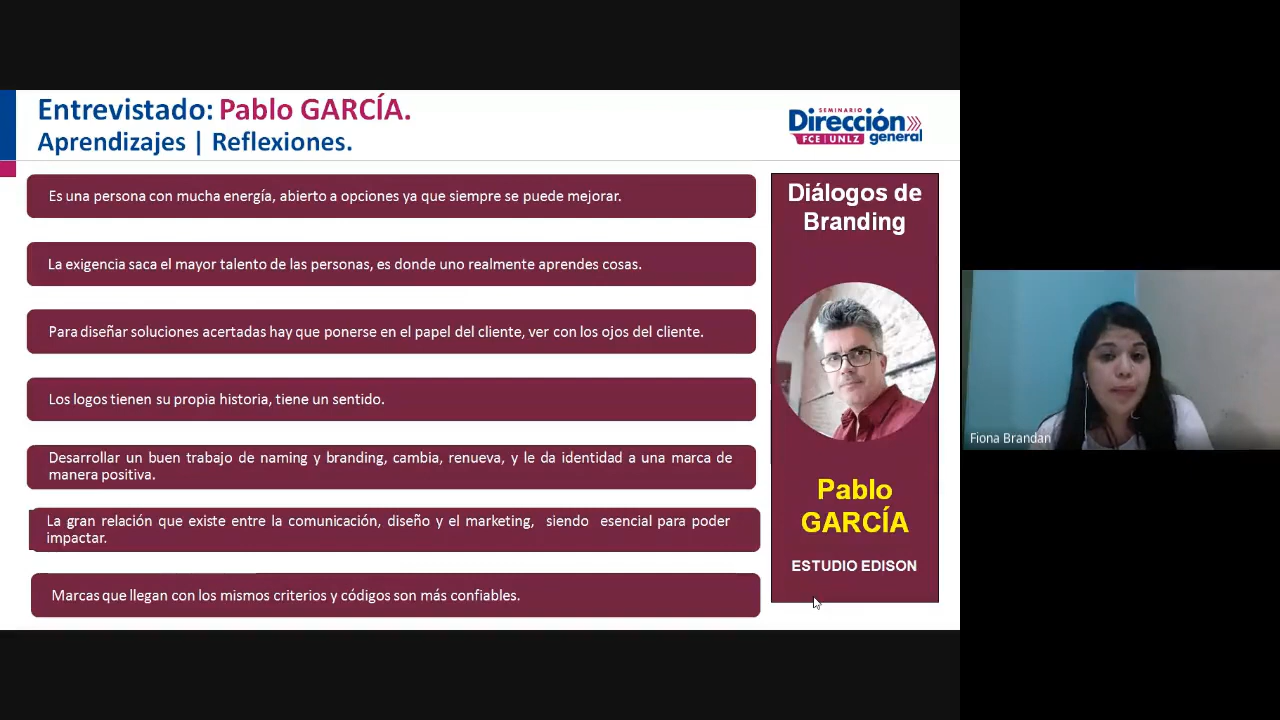 Entrevistado: Pablo GARCÍA.
Aprendizajes | Reflexiones.
SEMINARIO
Dirección
FCE | UNLZ general
Es una persona con mucha energía, abierto a opciones ya que siempre se puede mejorar.
La exigencia saca el mayor talento de las personas, es donde uno realmente aprendes cosas.
Para diseñar soluciones acertadas hay que ponerse en el papel del cliente, ver con los ojos del cliente.
Los logos tienen su propia historia, tiene un sentido.
Desarrollar un buen trabajo de naming y branding, cambia, renueva, y le da identidad a una marca de
manera positiva.
La gran relación que existe entre la comunicación, diseño y el marketing, siendo esencial para poder
impactar.
Marcas que llegan con los mismos criterios y códigos son más confiables.
Diálogos de
Branding
Pablo
GARCÍA
ESTUDIO EDISON
Fiona Brandan